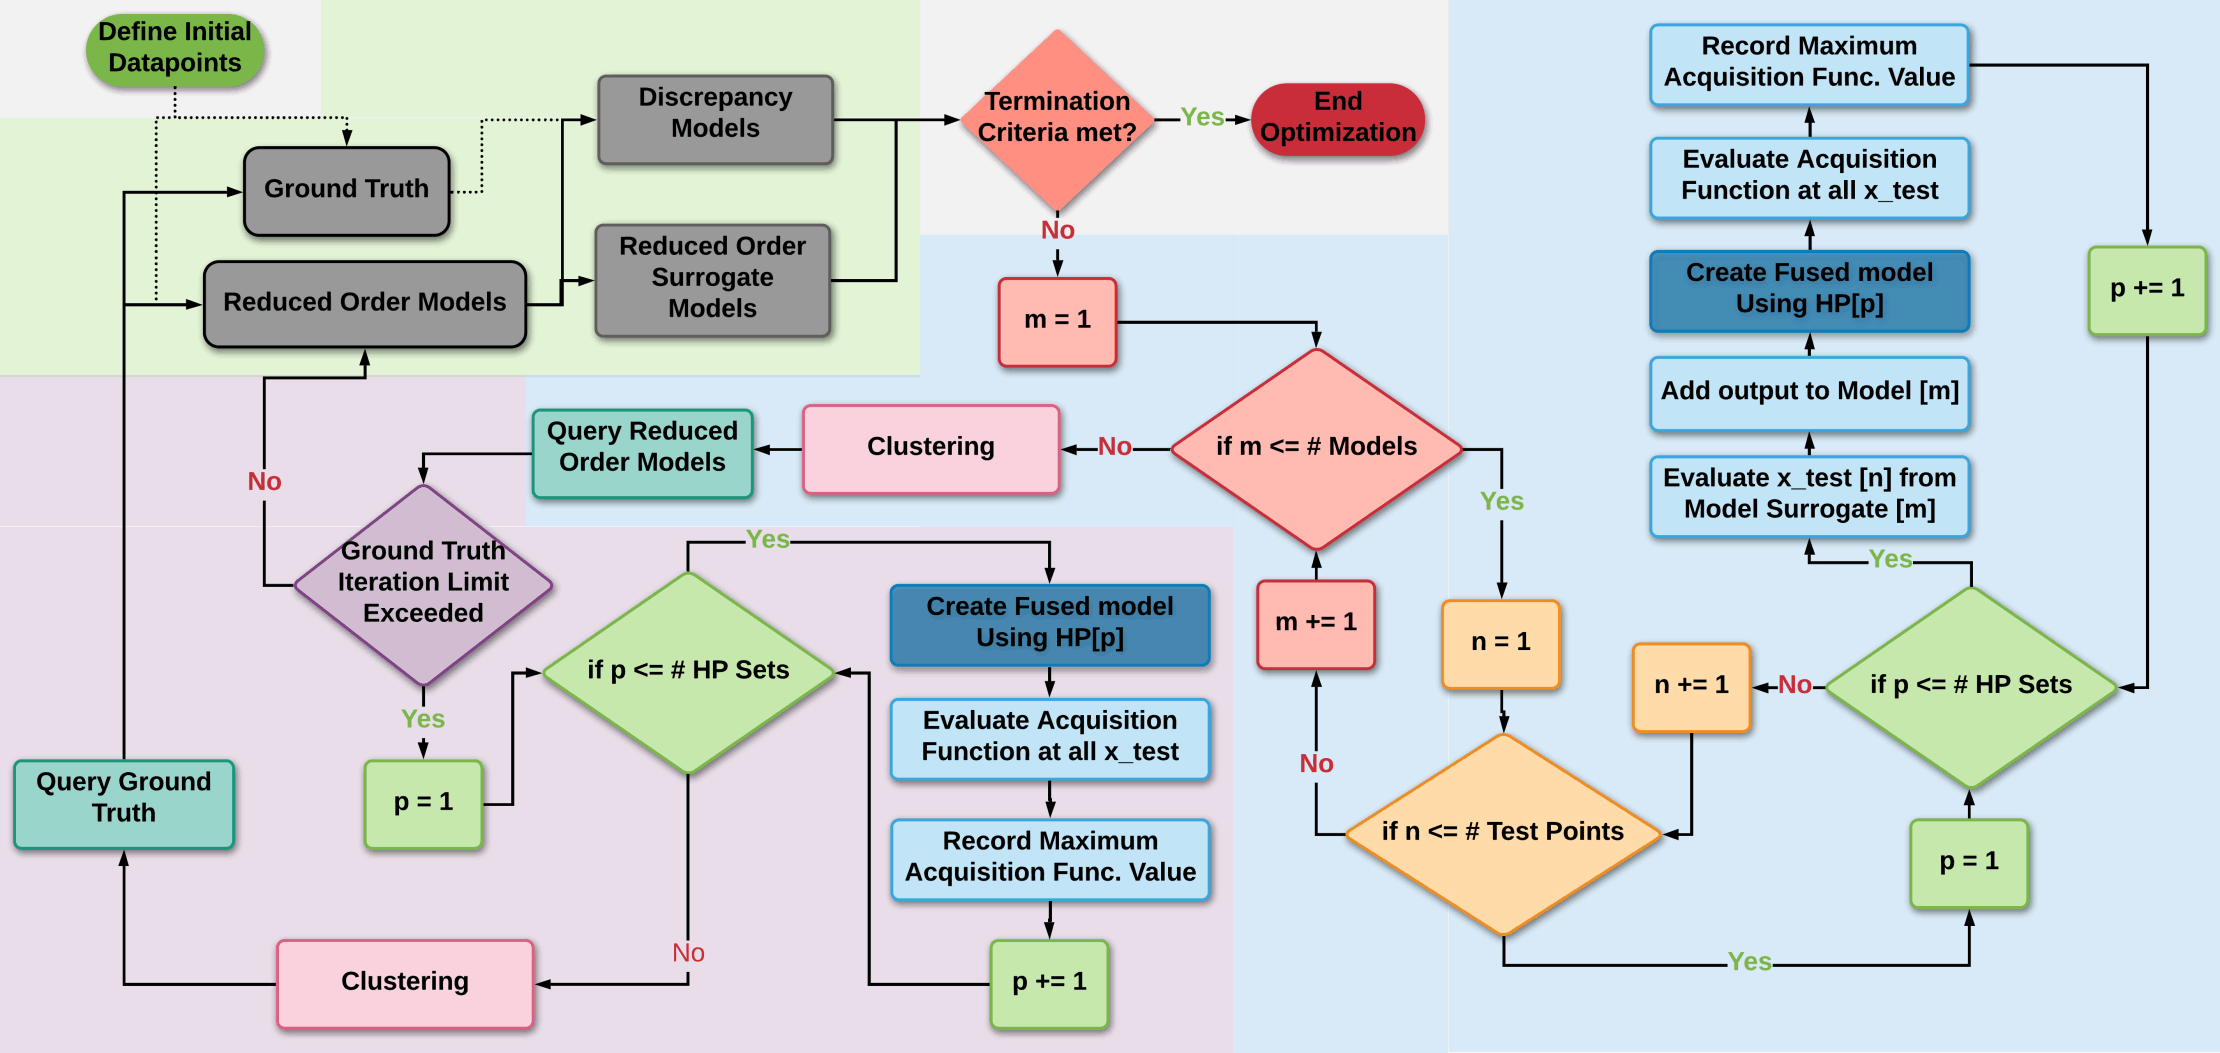 Define Initial
Datapoints
Ground Truth
Reduced Order Models
Discrepancy
Models
Reduced Order
Surrogate
Models
Termination
Criteria met?
Yes
End
Optimization
No
m = 1
if m <= # Models
No
Clustering
Query Reduced
Order Models
No
Ground Truth
Iteration Limit
Exceeded
Yes
p = 1
if p <= # HP Sets
Yes
Create Fused model
Using HP[p]
Evaluate Acquisition
Function at all x_test
Record Maximum
Acquisition Func. Value
p += 1
No
Clustering
Query Ground
Truth
Yes
n = 1
m += 1
No
if n <= # Test Points
Yes
p = 1
if p <= # HP Sets
No
n += 1
Yes
Evaluate x_test [n] from
Model Surrogate [m]
Add output to Model [m]
Create Fused model
Using HP[p]
Evaluate Acquisition
Function at all x_test
Record Maximum
Acquisition Func. Value
p += 1